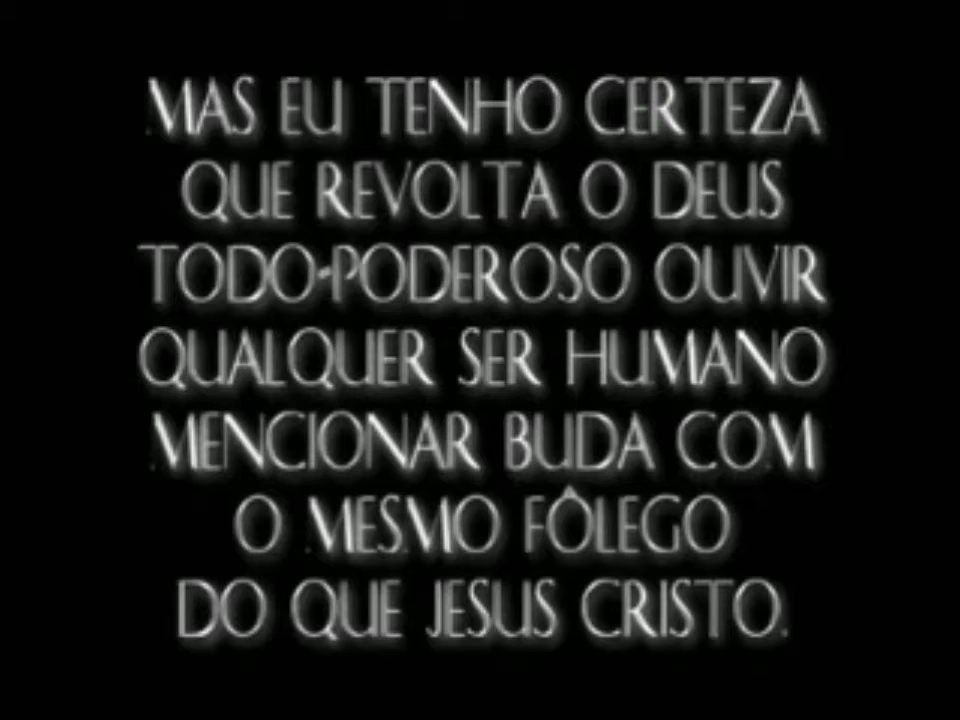 MAS EU TENHO CERTEZA
QUE REVOLTA O DEUS
TODO-PODEROSO OUVIR
QUALQUER SER HUMANO
MENCIONAR BUDA COM
O MESMO FÔLEGO
DO QUE JESUS CRISTO.